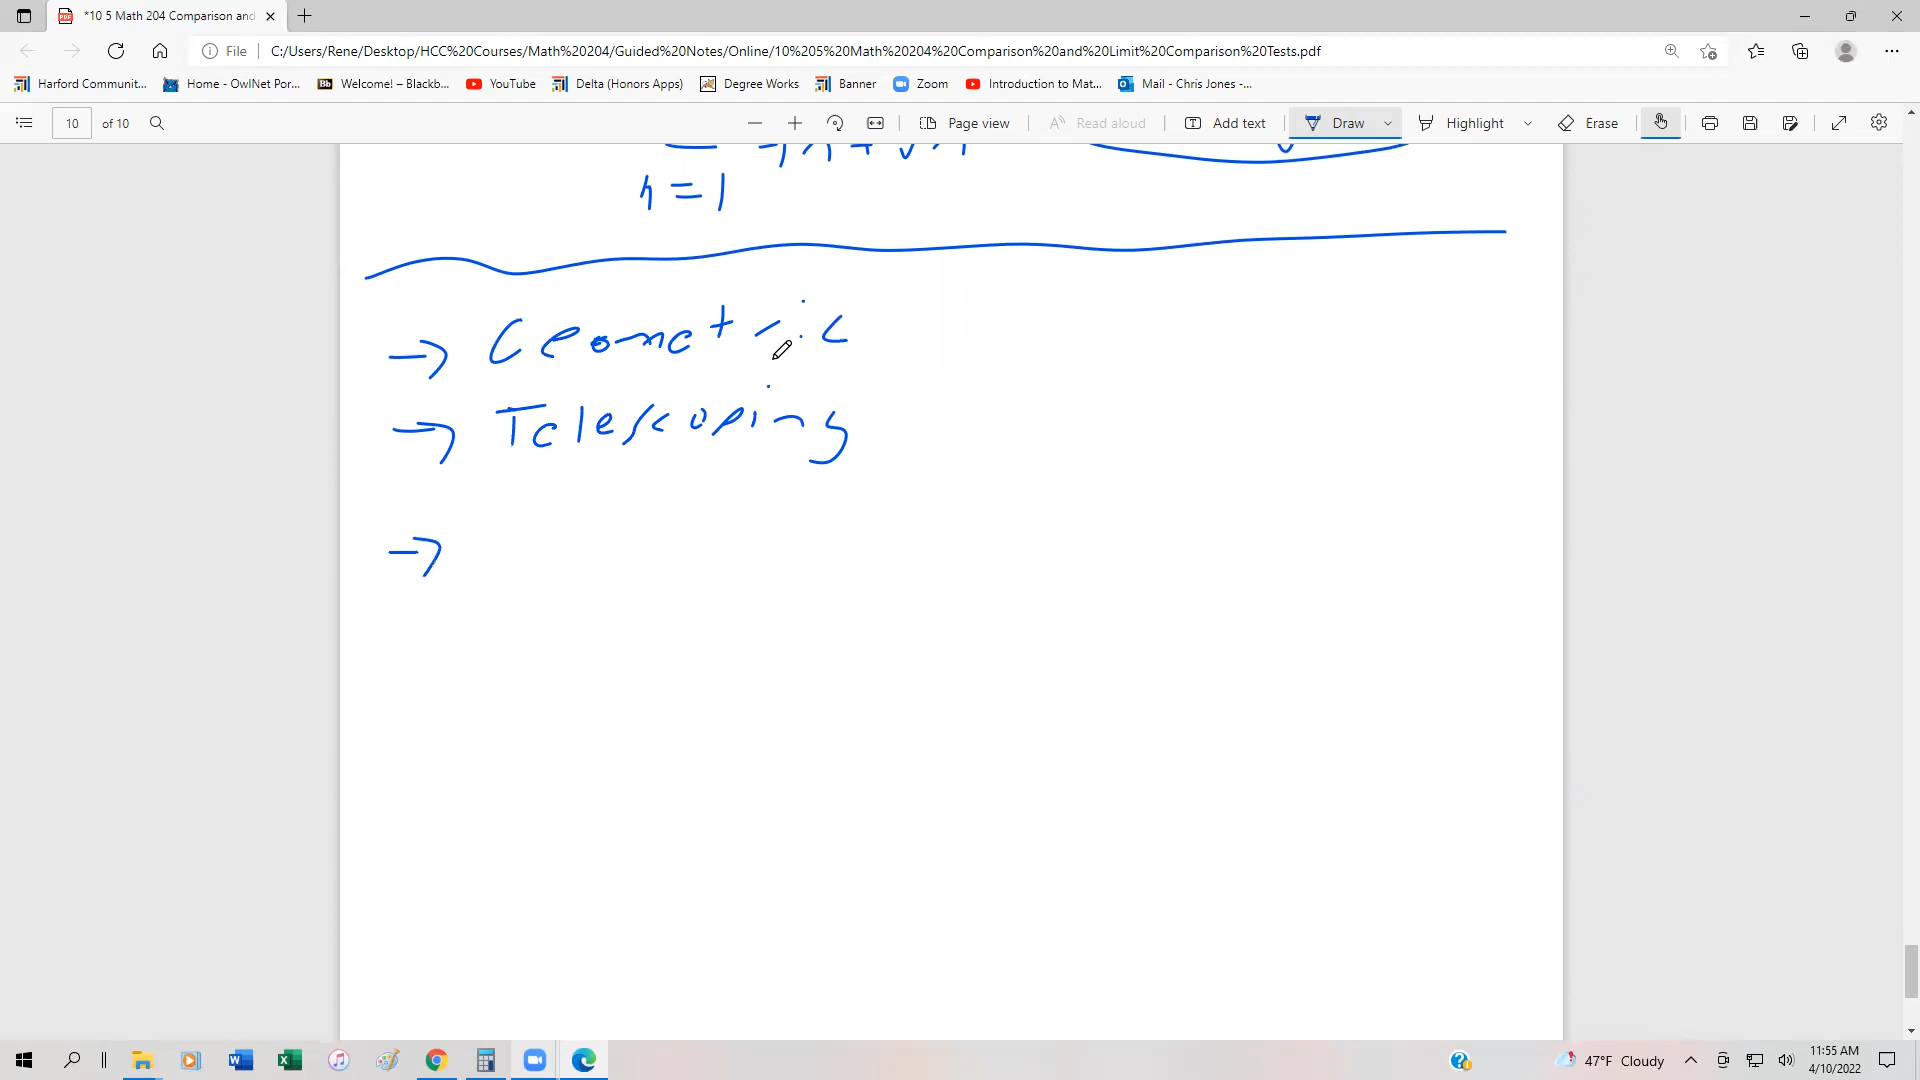 *10 5 Math 204 Comparison and
File C:/Users/Rene/Desktop/HCC%20Courses/Math%20204/Guided%20Notes/Online/10%205%20Math%20204%20Comparison%20and%20Limit%20Comparison%20Tests.pdf
Harford Communit... Home - OwlNet Por... Bb Welcome! – Blackb... YouTube Delta (Honors Apps) Degree Works Banner Zoom Introduction to Mat... Mail - Chris Jones -...
10 of 10 Page view Read aloud Add text Draw Highlight Erase
n = 1
→ Geometric
→ Telescoping
→
47°F Cloudy 11:55 AM
4/10/2022